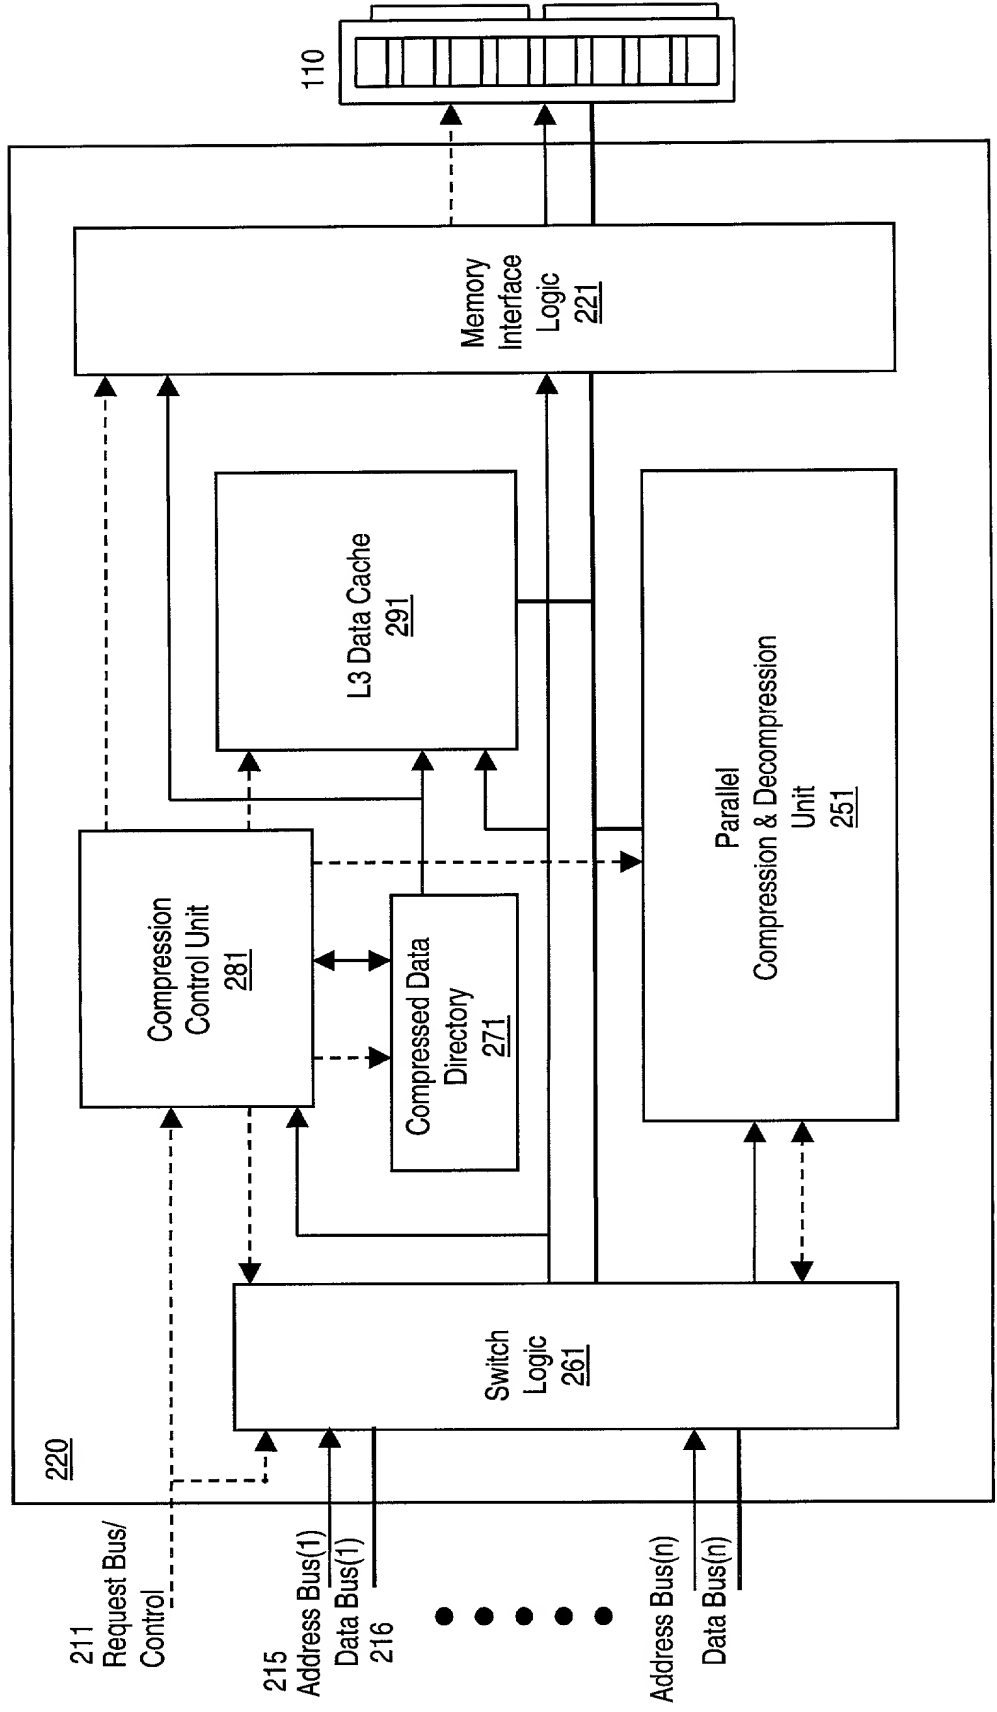 220
211
Request Bus/
Control
215
Address Bus(1)
Data Bus(1)
216
Address Bus(n)
Data Bus(n)
Switch
Logic
261
Compression
Control Unit
281
Compressed Data
Directory
271
L3 Data Cache
291
Parallel
Compression & Decompression
Unit
251
Memory
Interface
Logic
221
110